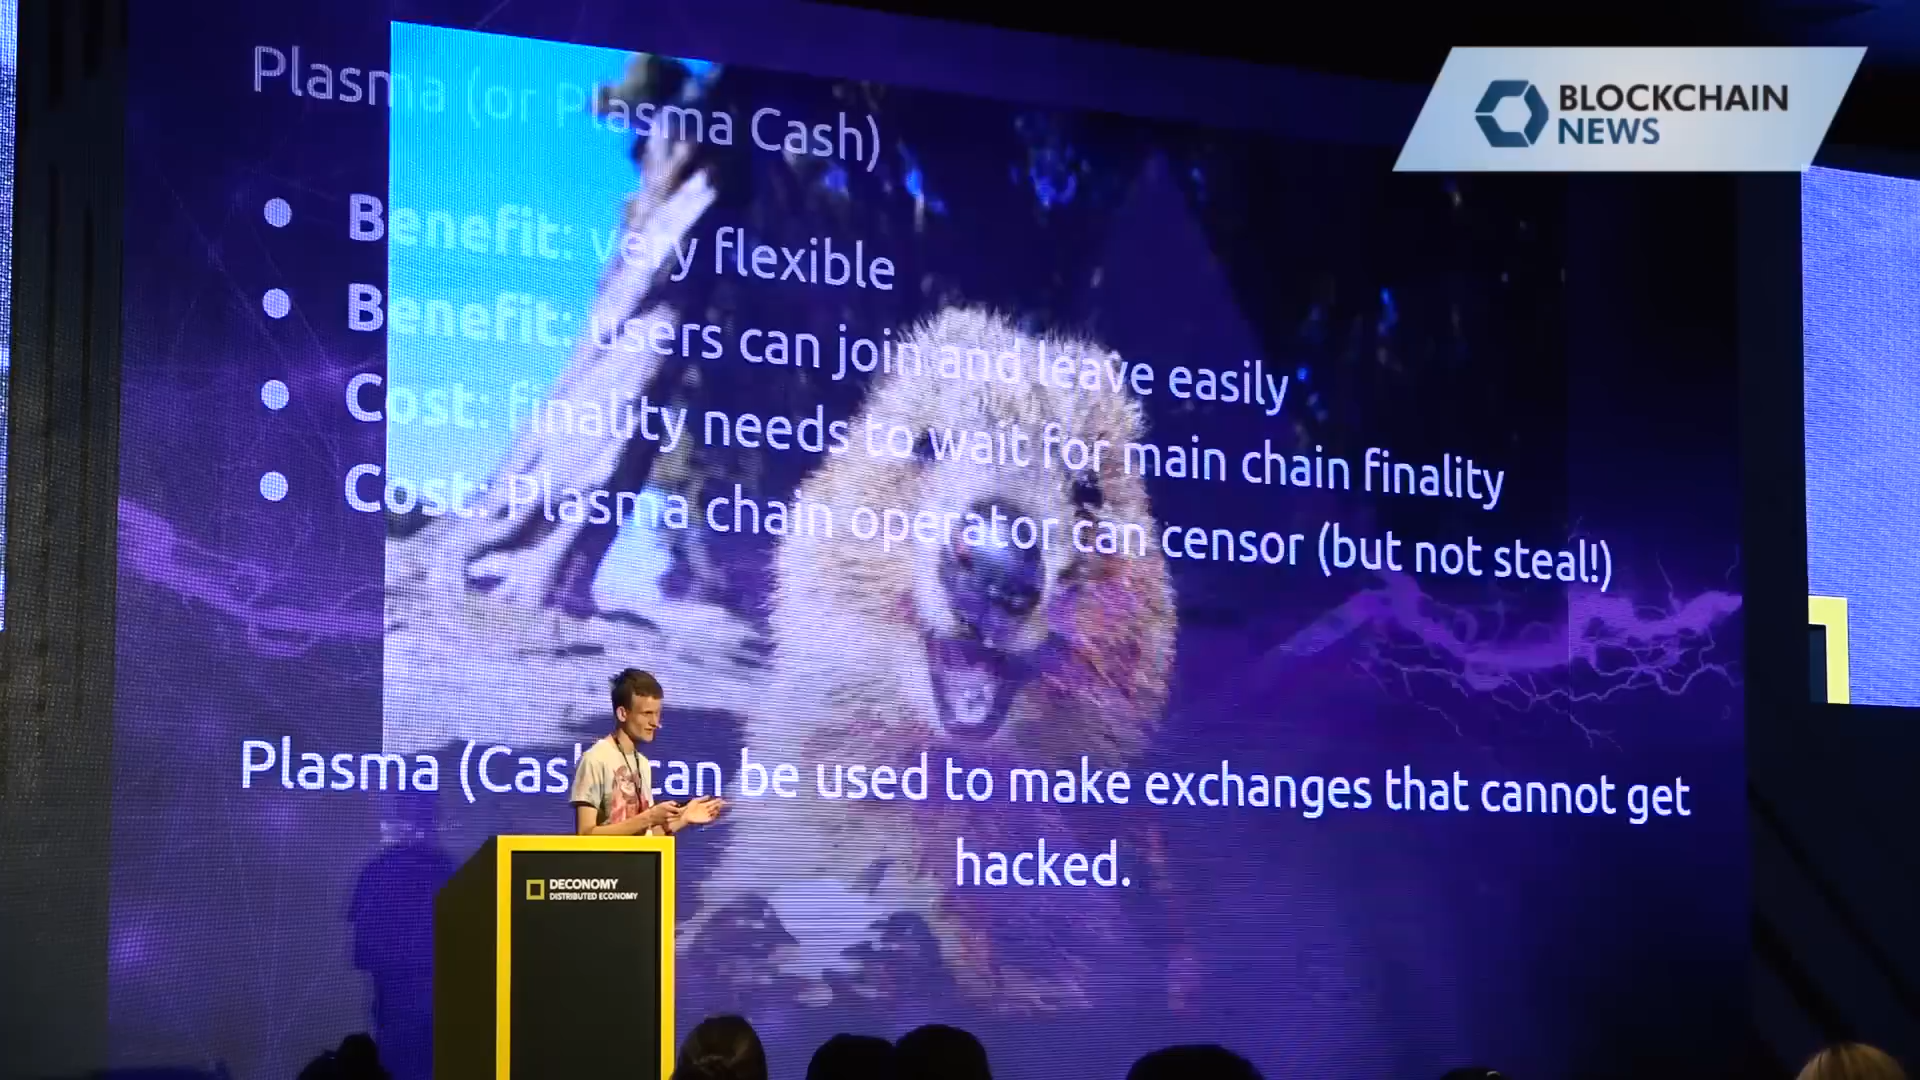 BLOCKCHAIN
NEWS
Plasma (or Plasma Cash)
● Benefit: very flexible
● Benefit: users can join and leave easily
● Cost: finality needs to wait for main chain finality
● Cost: Plasma chain operator can censor (but not steal!)
Plasma (Cash) can be used to make exchanges that cannot get
hacked.
DECONOMY
DISTRIBUTED ECONOMY